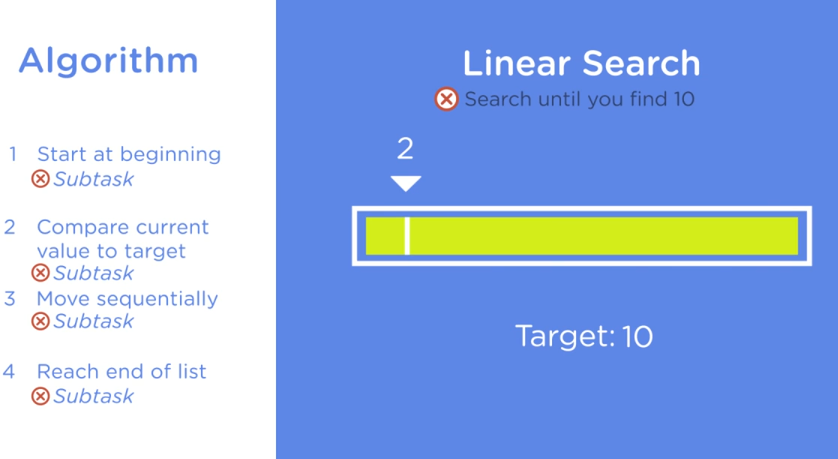 Algorithm
1 Start at beginning
Subtask
2 Compare current
value to target
Subtask
3 Move sequentially
Subtask
4 Reach end of list
Subtask
Linear Search
Search until you find 10
2
Target: 10